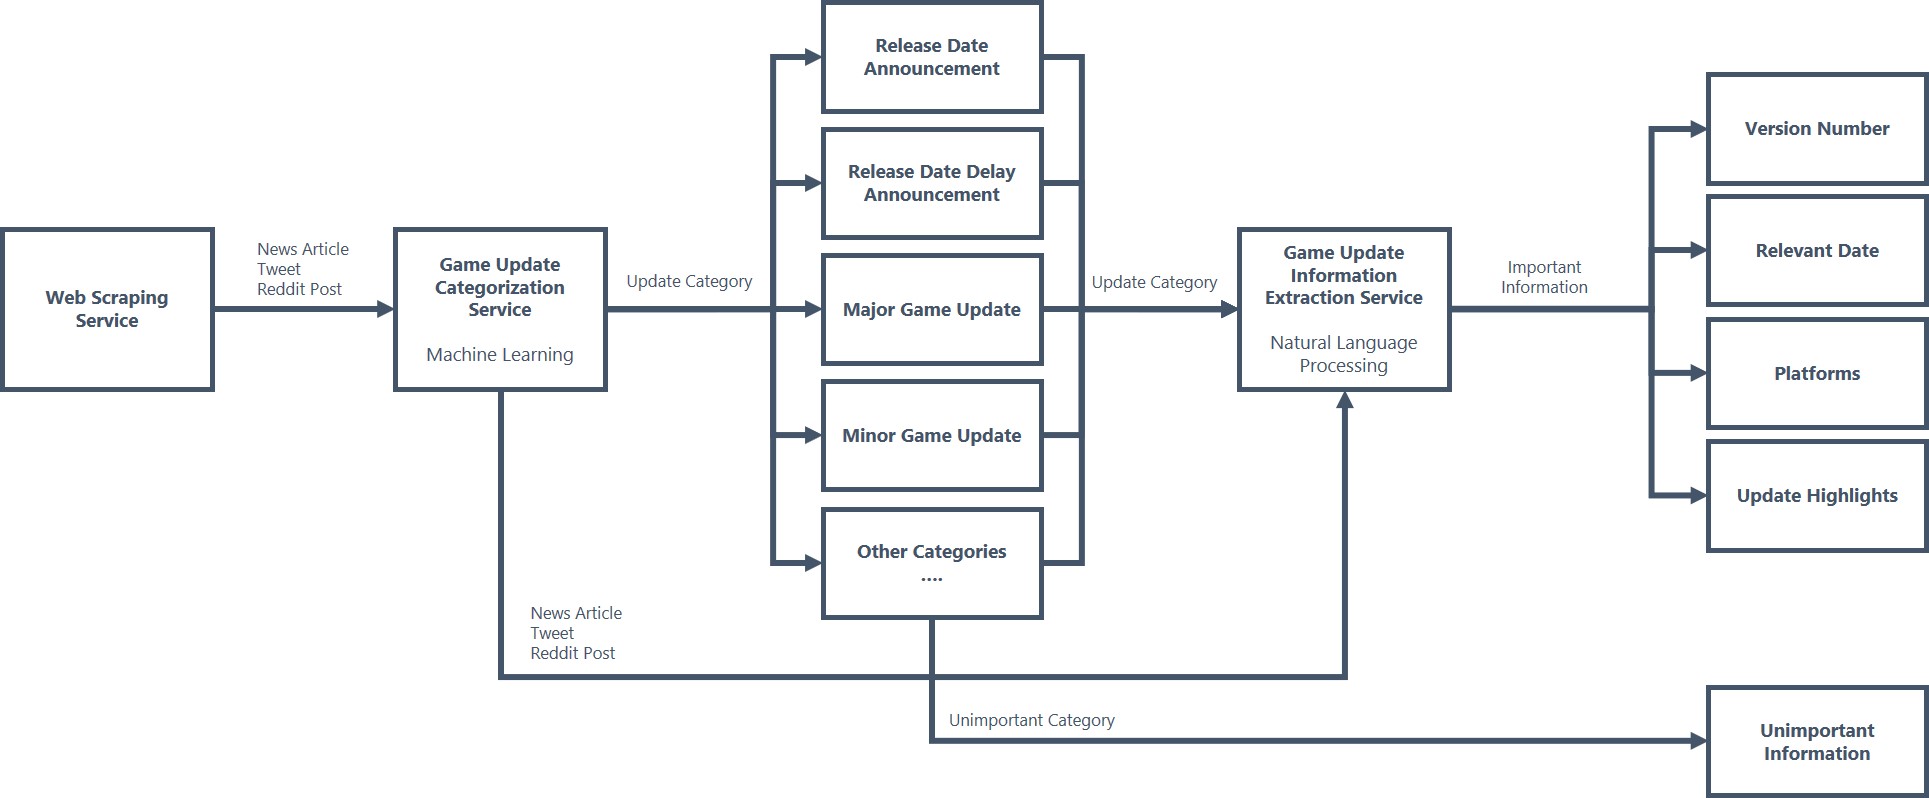 Web Scraping
Service
News Article
Tweet
Reddit Post
Game Update
Categorization
Service
Machine Learning
Update Category
Release Date
Announcement
Release Date Delay
Announcement
Major Game Update
Minor Game Update
Other Categories
....
Update Category
Game Update
Information
Extraction Service
Natural Language
Processing
Important
Information
Version Number
Relevant Date
Platforms
Update Highlights
News Article
Tweet
Reddit Post
Unimportant Category
Unimportant
Information